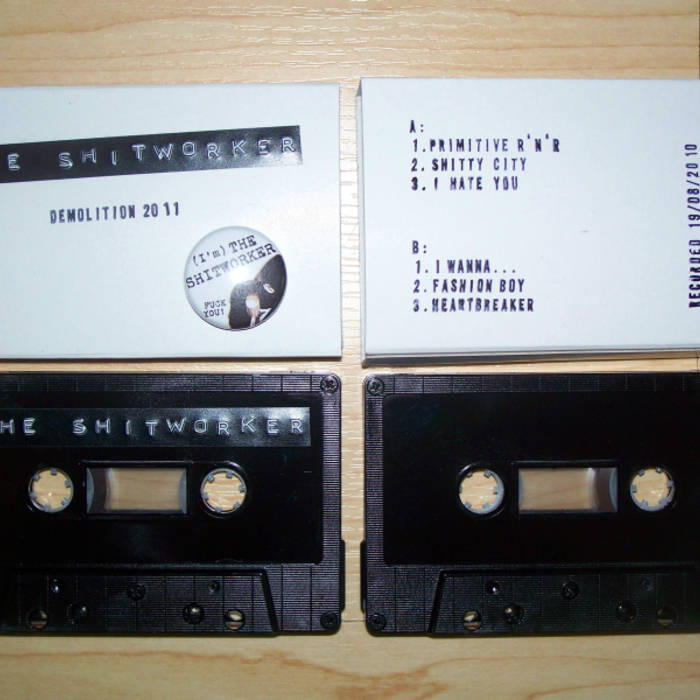 E SHITWORKER
DEMOLITION 2011
(I'm) THE
SHITWORKER
FUCK
YOU!
A:
1.PRIMITIVE R'N'R
2. SHITTY CITY
3. I HATE YOU
B:
1. I WANNA...
2. FASHION BOY
3.HEARTBREAKER
RECORDED 19/08/2010
HE SHITWORKER